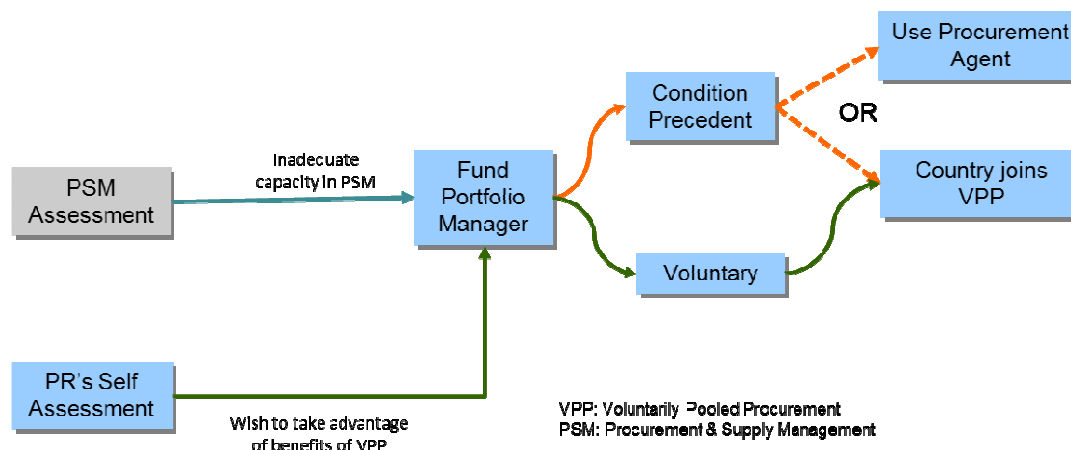 Use Procurement
Agent
Condition
Precedent
OR
Inadecuate
capacity in PSM
Fund
Portfolio
Manager
Country joins
VPP
PSM
Assessment
Voluntary
PR's Self
Assessment
Wish to take advantage
of benefits of VPP
VPP: Voluntarily Pooled Procurement
PSM: Procurement & Supply Management